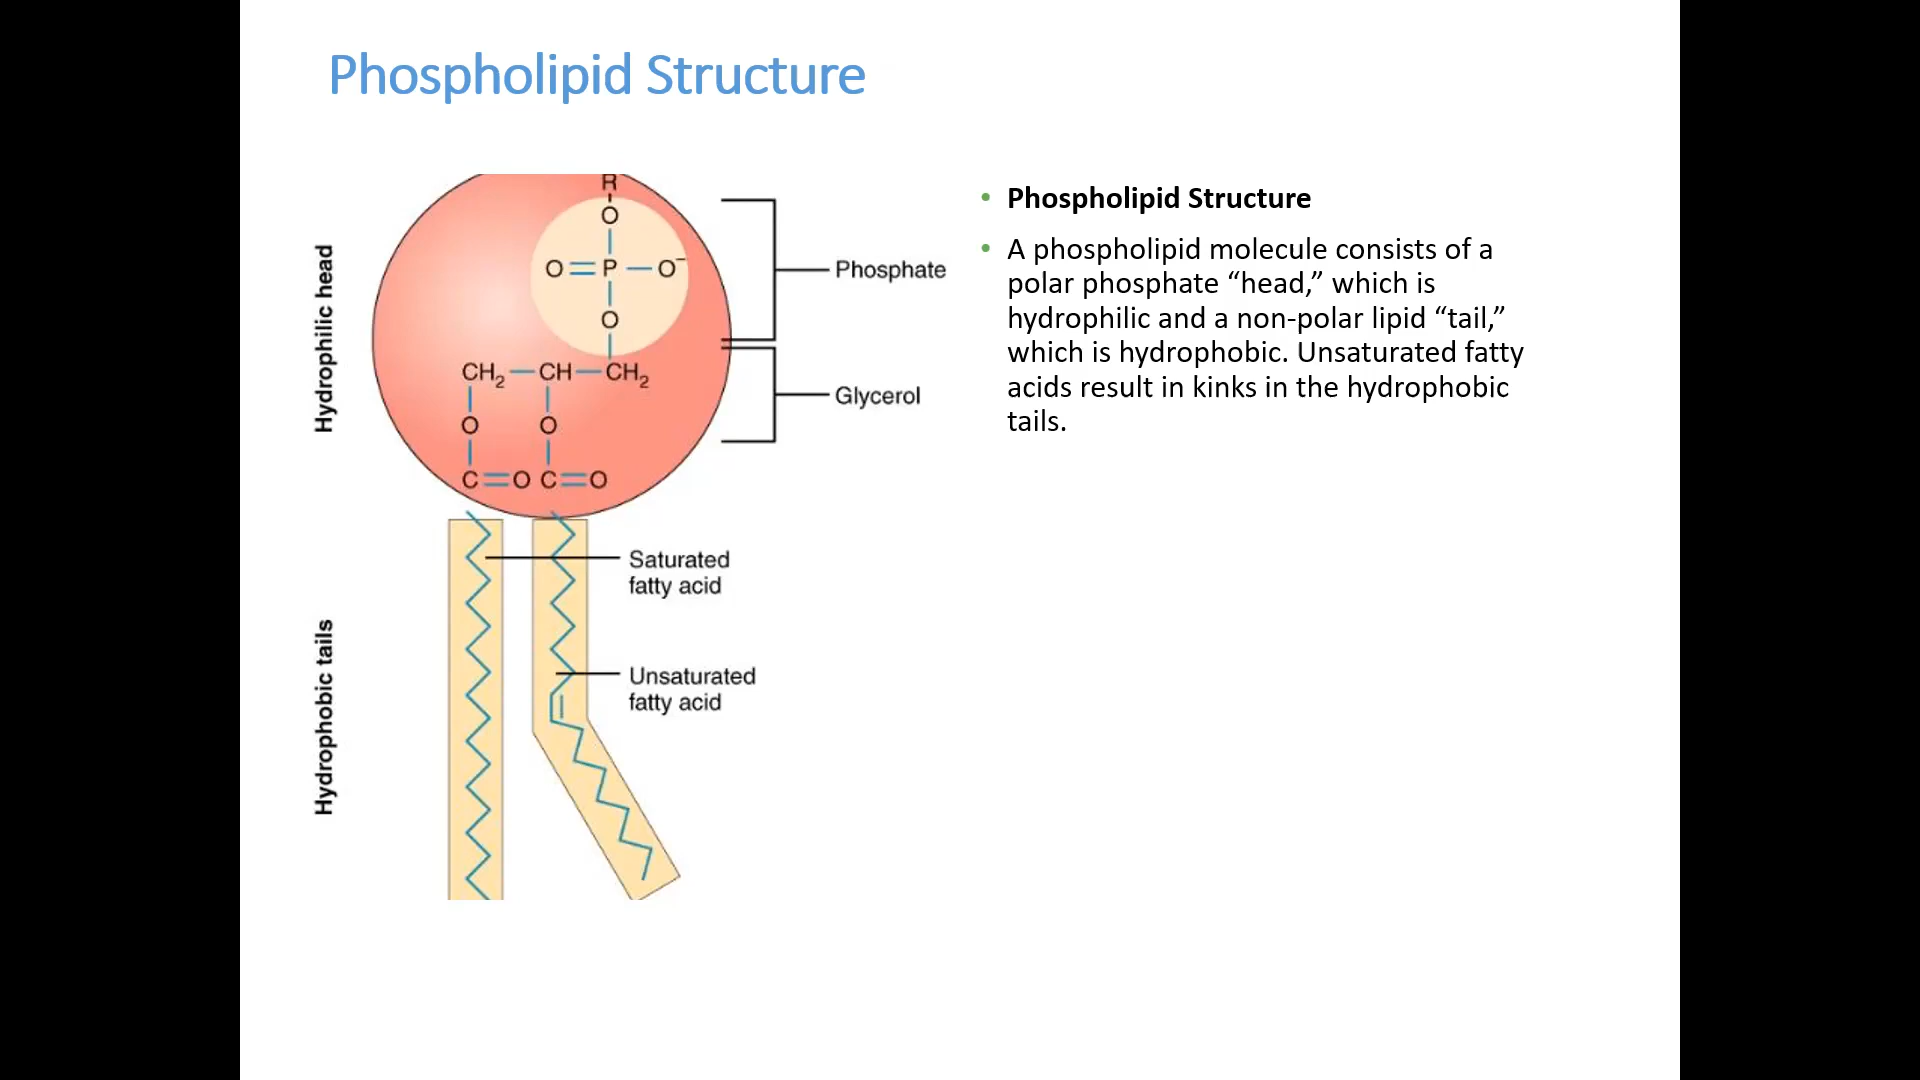 Phospholipid Structure
Hydrophilic head
R
O
O P O⁻
O
CH₂ CH CH₂
O O
C O C O
Phosphate
Glycerol
Hydrophobic tails
Saturated
fatty acid
Unsaturated
fatty acid
• Phospholipid Structure
• A phospholipid molecule consists of a
polar phosphate “head,” which is
hydrophilic and a non-polar lipid “tail,”
which is hydrophobic. Unsaturated fatty
acids result in kinks in the hydrophobic
tails.